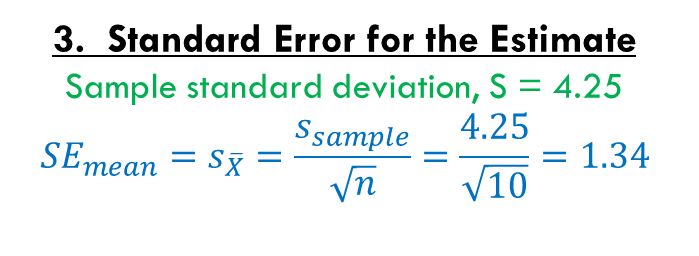 3. Standard Error for the Estimate
Sample standard deviation, S = 4.25
SE_mean = s_X̄ = s_sample / √n = 4.25 / √10 = 1.34